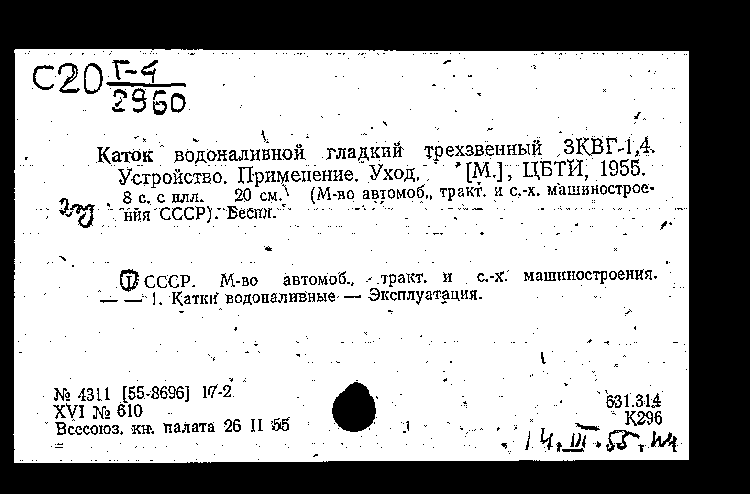 С20 Г-4
2960
Каток водоналивной гладкий трехзвенный ЗКВГ-1,4.
Устройство. Применение. Уход. [М.], ЦБТИ, 1955.
8 с. с илл. 20 см. (М-во автомоб., тракт. и с.-х. машинострое-
ния СССР). Беспл.
I СССР. М-во автомоб., тракт. и с.-х. машиностроения.
— — 1. Катки водоналивные — Эксплуатация.
№ 4311 [55-8696] 17-2
XVI № 610
Всесоюз. кн. палата 26 II 55
631.314
К296
14.III.55.